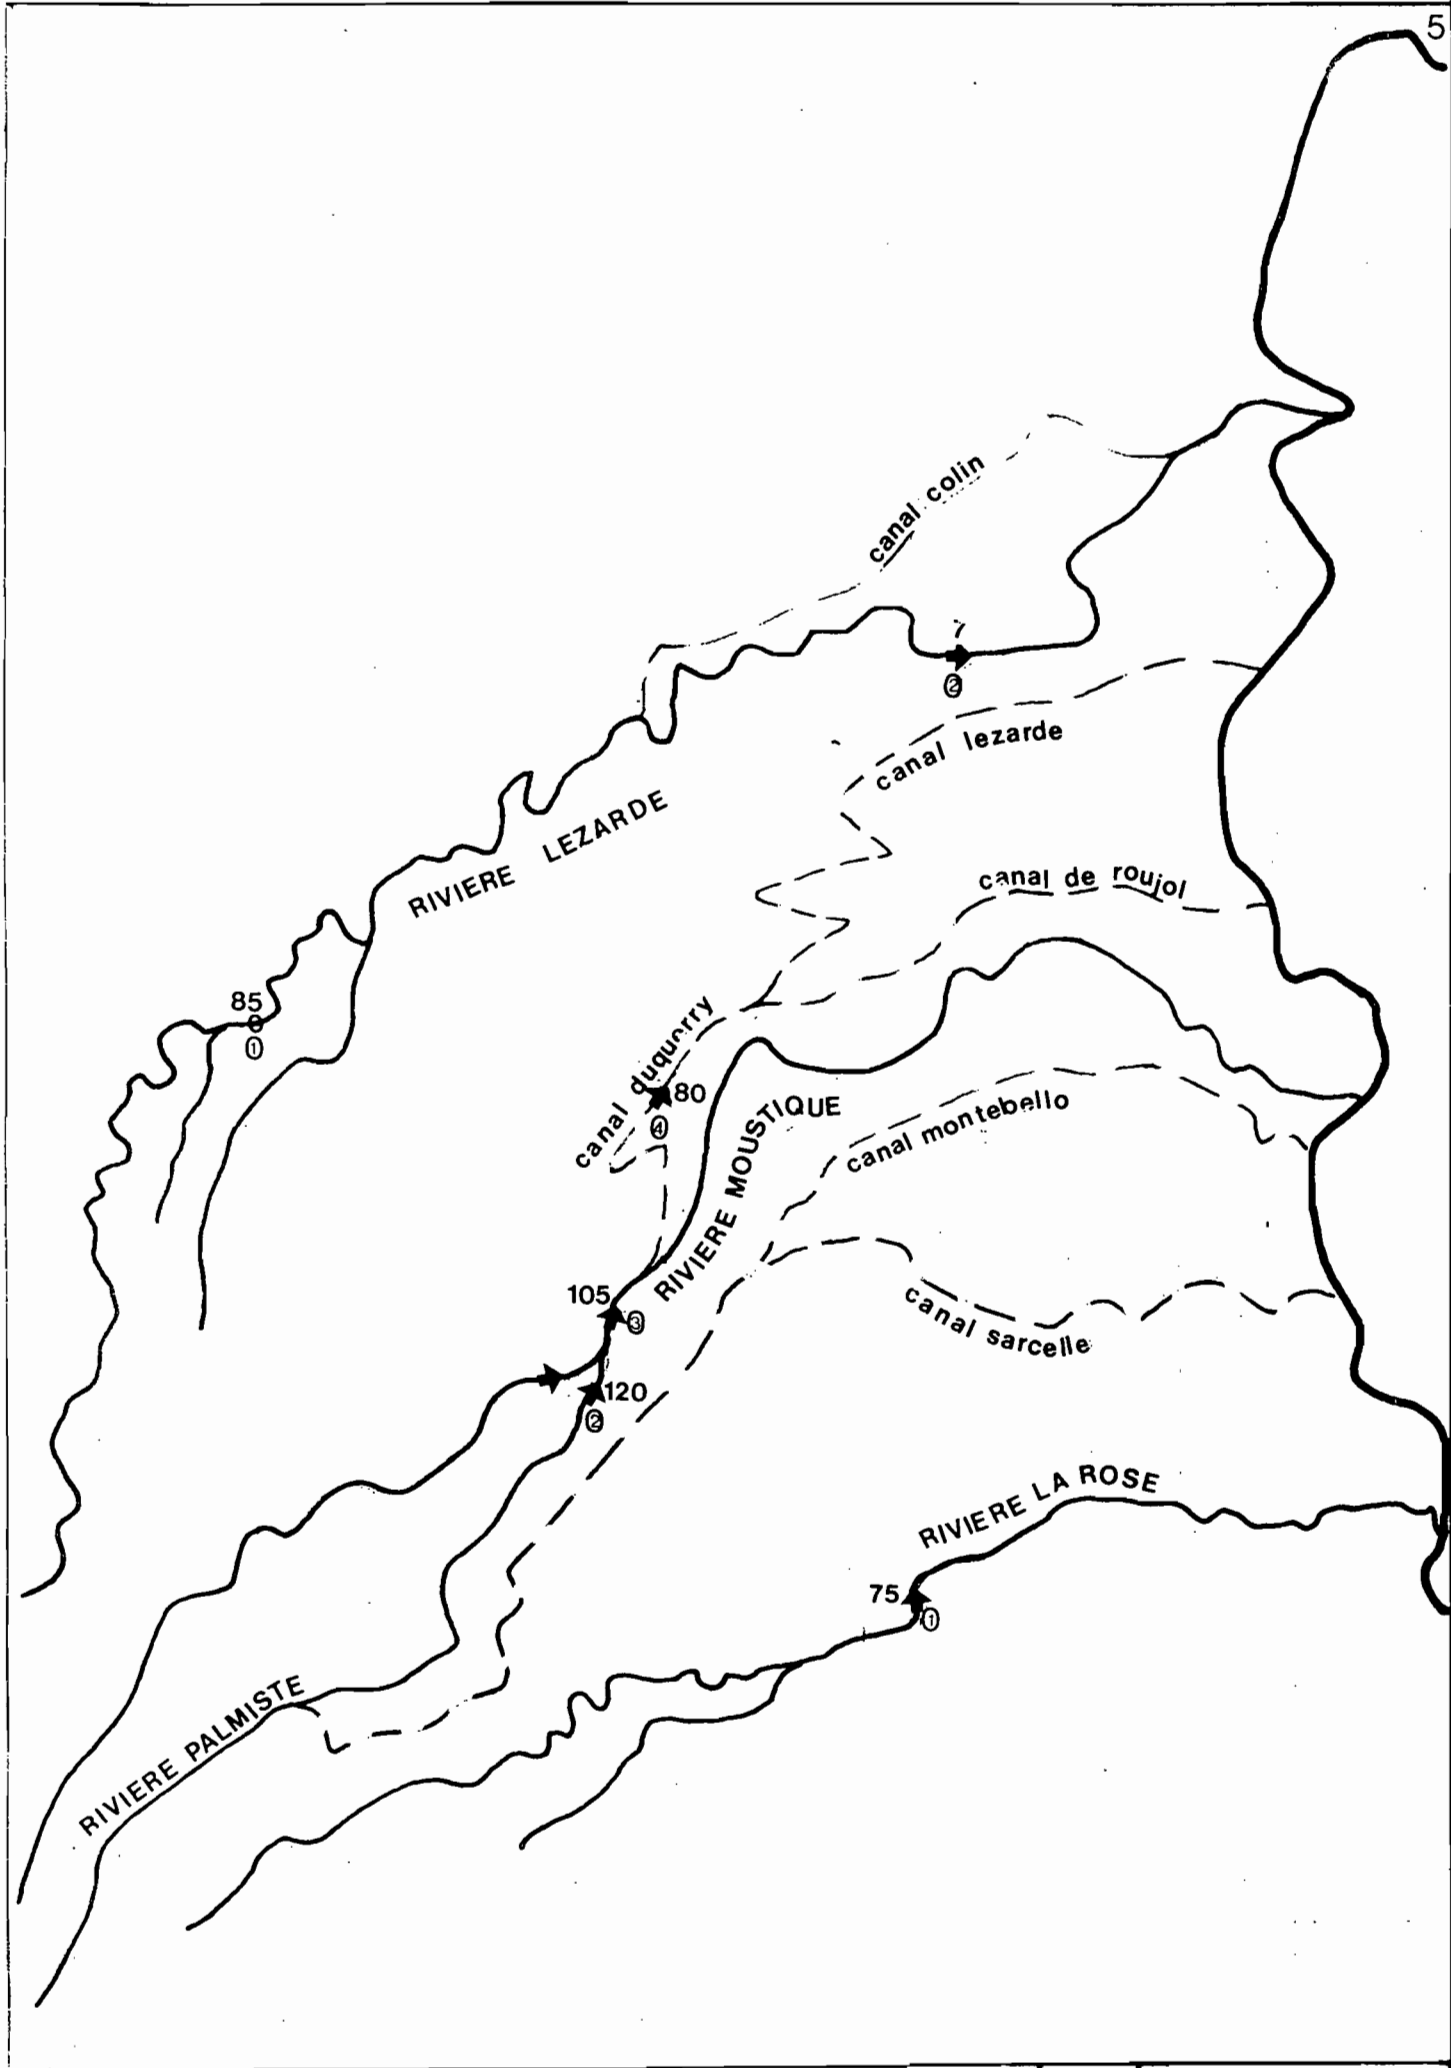 5
canal colin
7
②
canal lezarde
RIVIERE LEZARDE
canal de roujol
85
①
canal duquerry
80
④
RIVIERE MOUSTIQUE
canal montebello
105
③
canal sarcelle
120
②
RIVIERE LA ROSE
75
①
RIVIERE PALMISTE